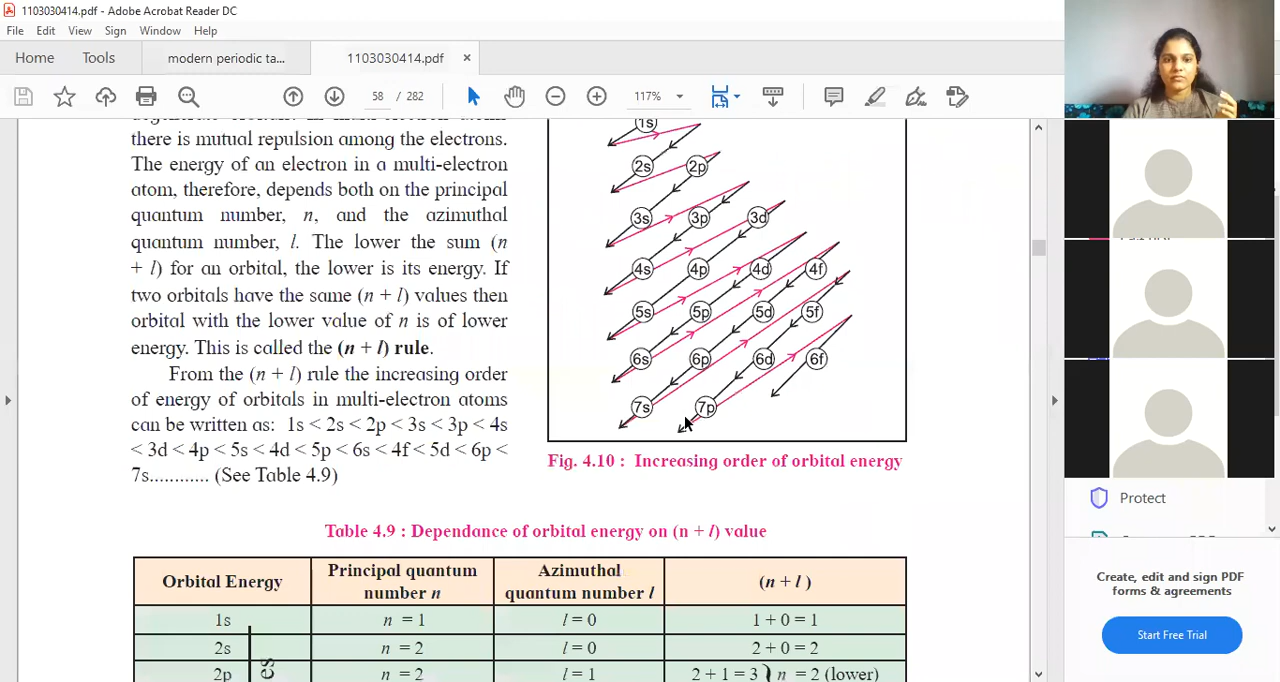 1103030414.pdf - Adobe Acrobat Reader DC
File Edit View Sign Window Help
Home Tools modern periodic ta... 1103030414.pdf ×
58 / 282 117%
there is mutual repulsion among the electrons.
The energy of an electron in a multi-electron
atom, therefore, depends both on the principal
quantum number, n, and the azimuthal
quantum number, l. The lower the sum (n
+ l) for an orbital, the lower is its energy. If
two orbitals have the same (n + l) values then
orbital with the lower value of n is of lower
energy. This is called the (n + l) rule.
From the (n + l) rule the increasing order
of energy of orbitals in multi-electron atoms
can be written as: 1s < 2s < 2p < 3s < 3p < 4s
< 3d < 4p < 5s < 4d < 5p < 6s < 4f < 5d < 6p <
7s............ (See Table 4.9)
1s
2s 2p
3s 3p 3d
4s 4p 4d 4f
5s 5p 5d 5f
6s 6p 6d 6f
7s 7p
Fig. 4.10 : Increasing order of orbital energy
Table 4.9 : Dependance of orbital energy on (n + l) value
Orbital Energy Principal quantum number n Azimuthal quantum number l (n + l )
1s n = 1 l = 0 1 + 0 = 1
2s n = 2 l = 0 2 + 0 = 2
2p n = 2 l = 1 2 + 1 = 3 n = 2 (lower)
es
Protect
Create, edit and sign PDF
forms & agreements
Start Free Trial